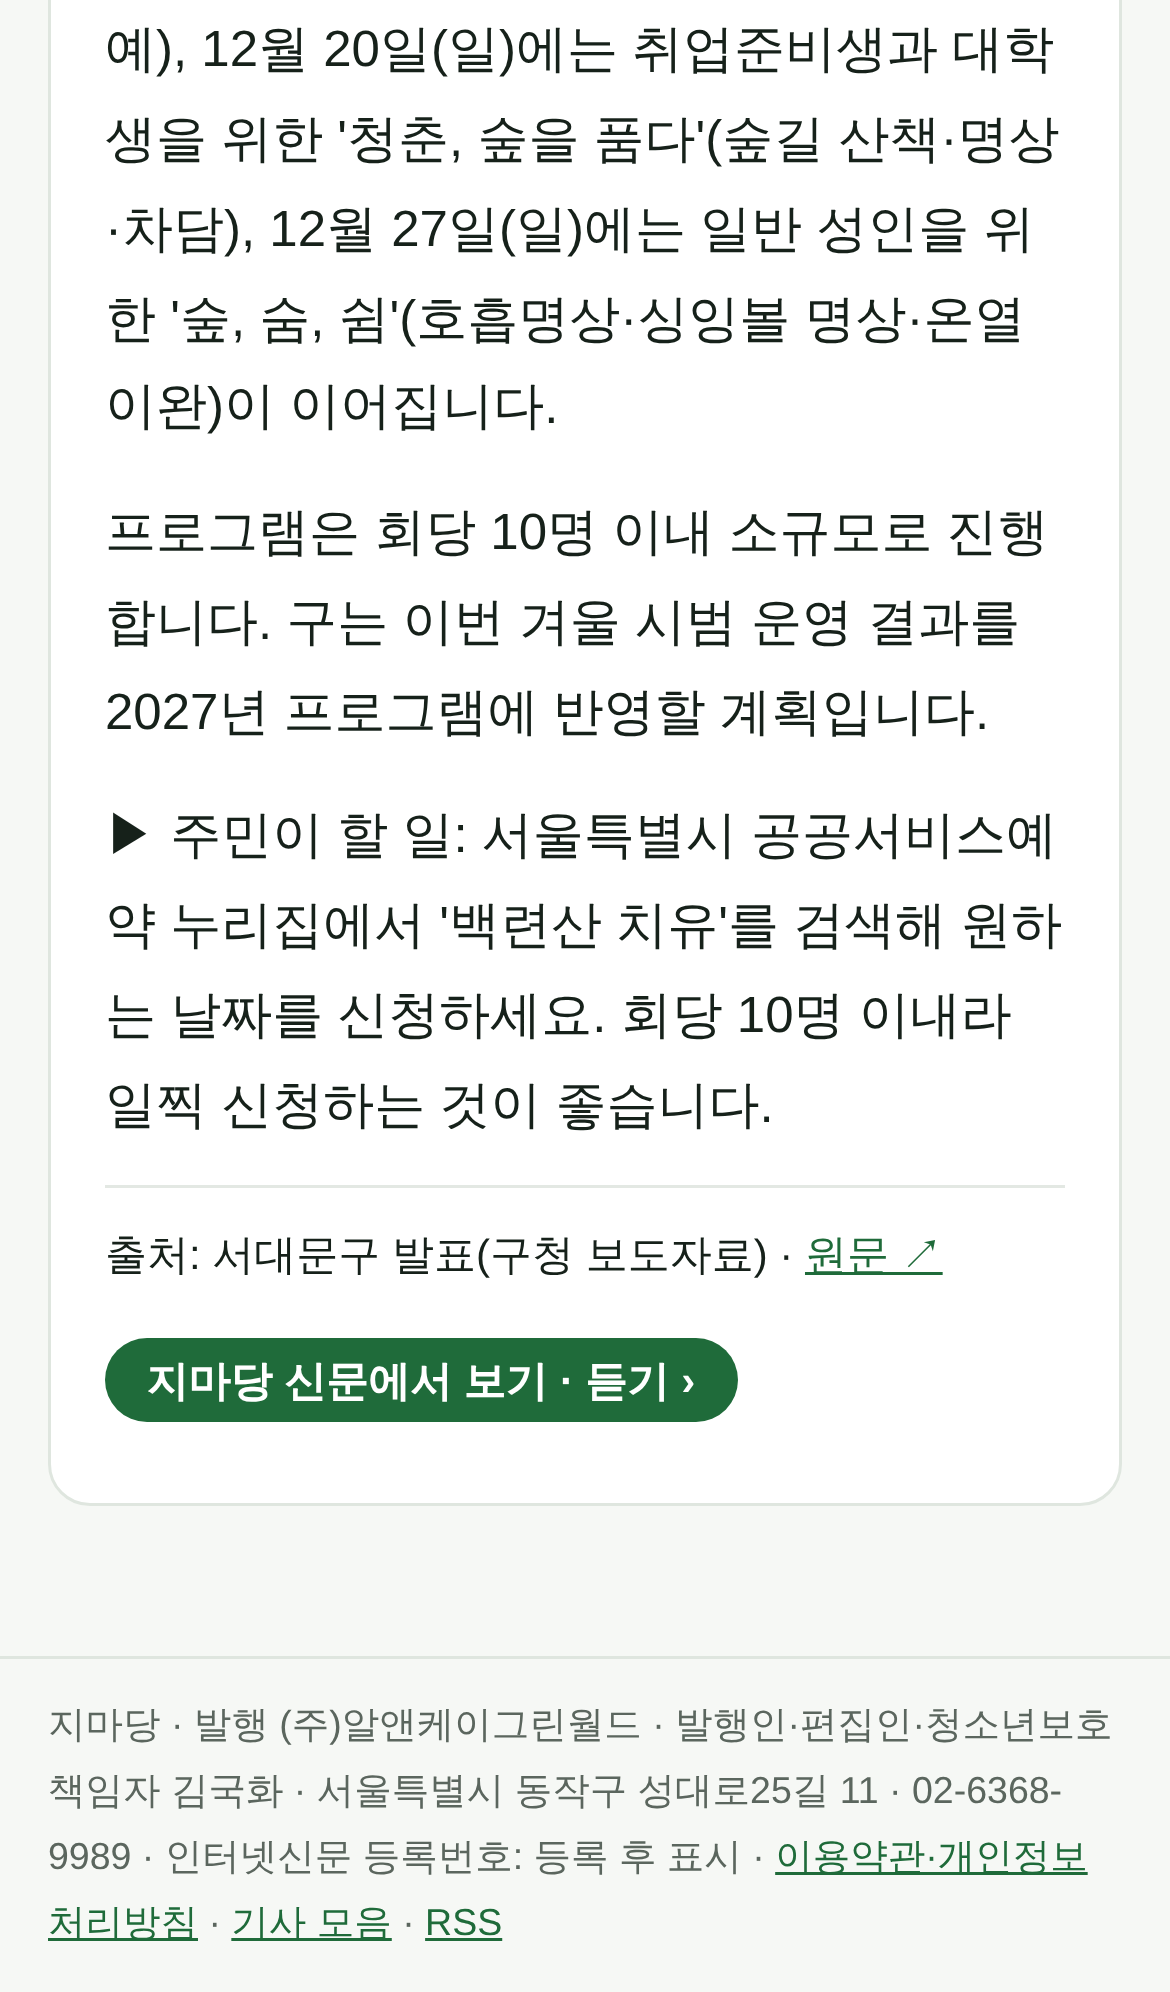 예), 12월 20일(일)에는 취업준비생과 대학
생을 위한 '청춘, 숲을 품다'(숲길 산책·명상
·차담), 12월 27일(일)에는 일반 성인을 위
한 '숲, 숨, 쉼'(호흡명상·싱잉볼 명상·온열
이완)이 이어집니다.
프로그램은 회당 10명 이내 소규모로 진행
합니다. 구는 이번 겨울 시범 운영 결과를
2027년 프로그램에 반영할 계획입니다.
▶ 주민이 할 일: 서울특별시 공공서비스예
약 누리집에서 '백련산 치유'를 검색해 원하
는 날짜를 신청하세요. 회당 10명 이내라
일찍 신청하는 것이 좋습니다.
출처: 서대문구 발표(구청 보도자료) · 원문 ↗
지마당 신문에서 보기 · 듣기 ›
지마당 · 발행 (주)알앤케이그린월드 · 발행인·편집인·청소년보호
책임자 김국화 · 서울특별시 동작구 성대로25길 11 · 02-6368-
9989 · 인터넷신문 등록번호: 등록 후 표시 · 이용약관·개인정보
처리방침 · 기사 모음 · RSS